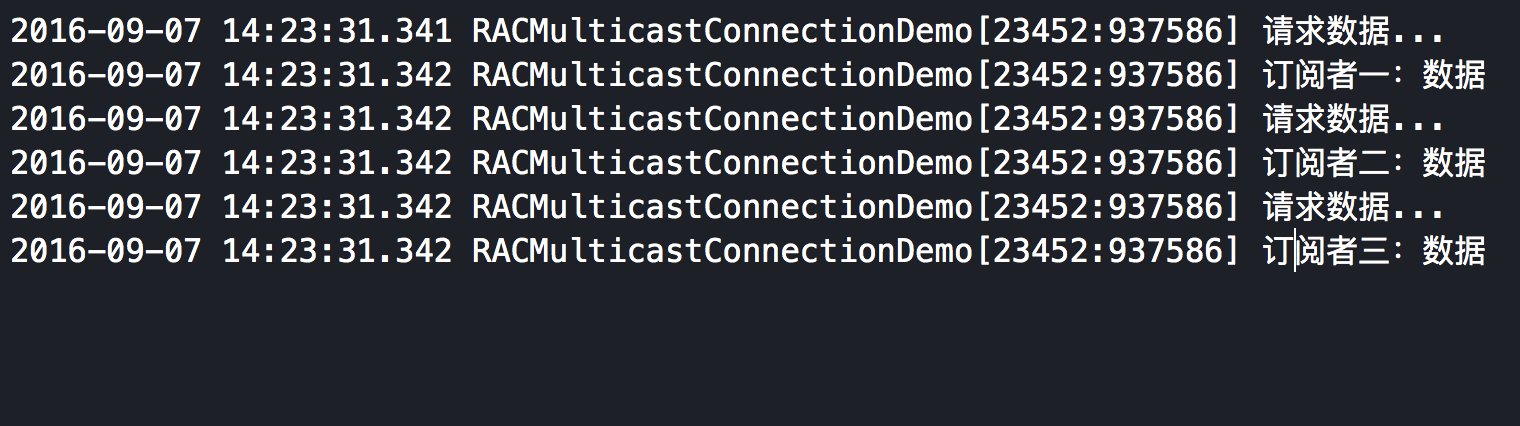 2016-09-07 14:23:31.341 RACMulticastConnectionDemo[23452:937586] 请求数据...
2016-09-07 14:23:31.342 RACMulticastConnectionDemo[23452:937586] 订阅者一：数据
2016-09-07 14:23:31.342 RACMulticastConnectionDemo[23452:937586] 请求数据...
2016-09-07 14:23:31.342 RACMulticastConnectionDemo[23452:937586] 订阅者二：数据
2016-09-07 14:23:31.342 RACMulticastConnectionDemo[23452:937586] 请求数据...
2016-09-07 14:23:31.342 RACMulticastConnectionDemo[23452:937586] 订阅者三：数据